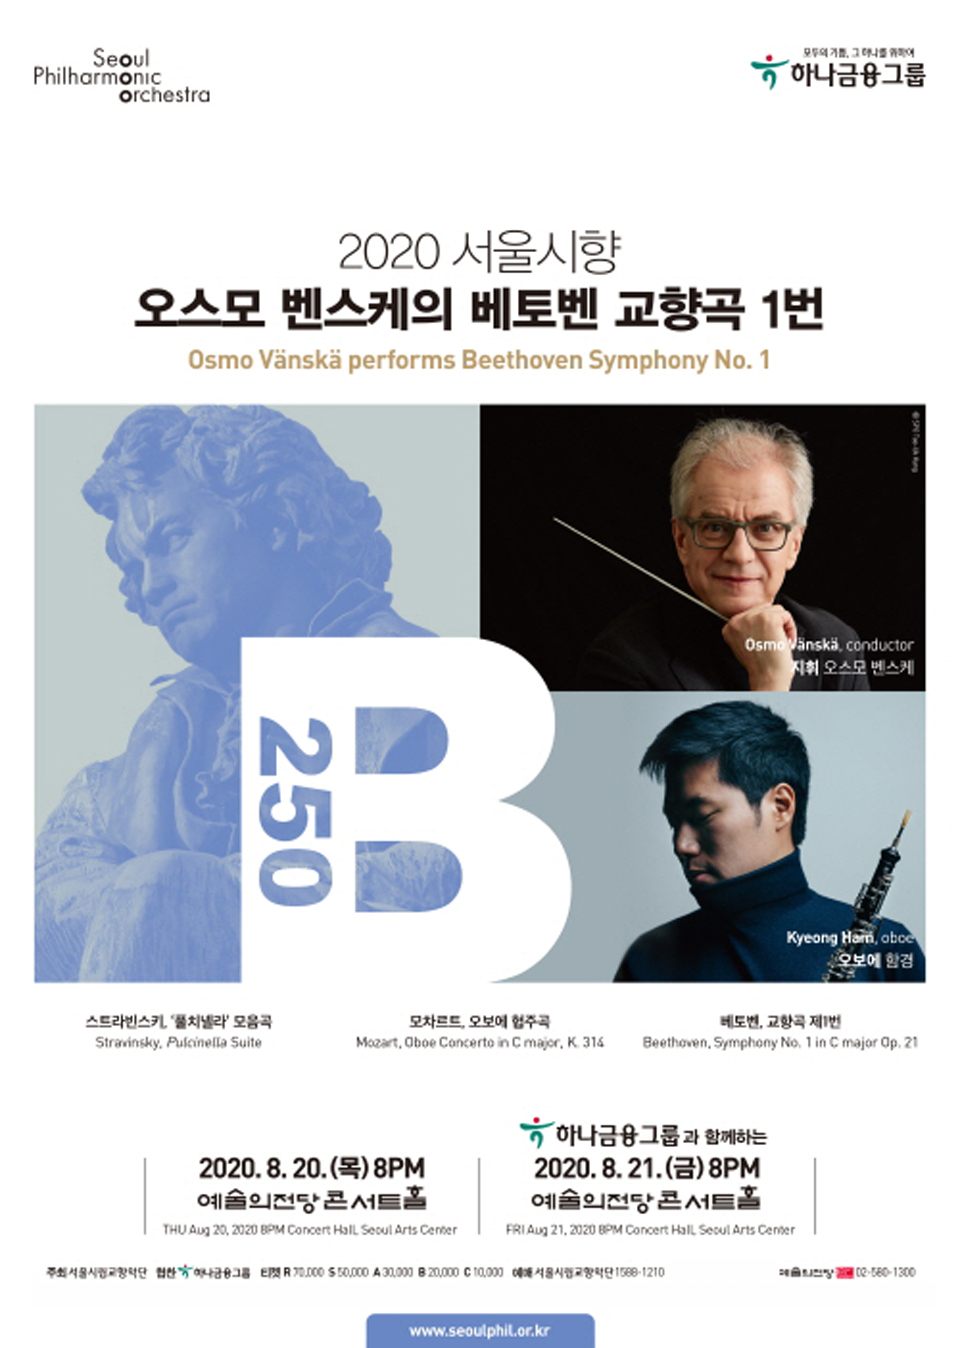 Seoul
Philharmonic
orchestra
모두의 기쁨, 그 하나를 위하여
하나금융그룹
2020 서울시향
오스모 벤스케의 베토벤 교향곡 1번
Osmo Vänskä performs Beethoven Symphony No. 1
Osmo Vänskä, conductor
지휘 오스모 벤스케
B
250
Kyeong Ham, oboe
오보에 함경
스트라빈스키, '풀치넬라' 모음곡
Stravinsky, Pulcinella Suite
모차르트, 오보에 협주곡
Mozart, Oboe Concerto in C major, K. 314
베토벤, 교향곡 제1번
Beethoven, Symphony No. 1 in C major Op. 21
2020. 8. 20.(목) 8PM
예술의전당 콘서트홀
THU Aug 20, 2020 8PM Concert Hall, Seoul Arts Center
하나금융그룹과 함께하는
2020. 8. 21.(금) 8PM
예술의전당 콘서트홀
FRI Aug 21, 2020 8PM Concert Hall, Seoul Arts Center
주최 서울시립교향악단 협찬 하나금융그룹 티켓 R 70,000 S 50,000 A 30,000 B 20,000 C 10,000 예매 서울시립교향악단 1588-1210
예술의전당 02-580-1300
www.seoulphil.or.kr